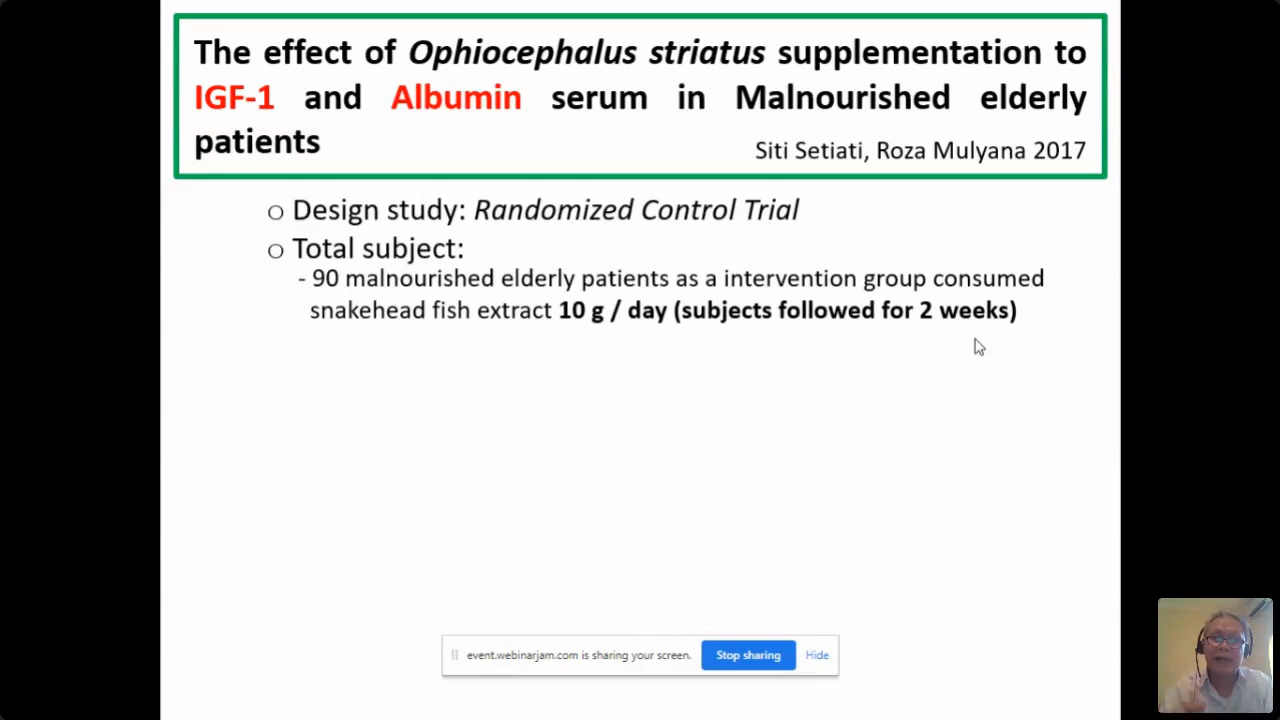 The effect of Ophiocephalus striatus supplementation to
IGF-1 and Albumin serum in Malnourished elderly
patients
Siti Setiati, Roza Mulyana 2017
o Design study: Randomized Control Trial
o Total subject:
- 90 malnourished elderly patients as a intervention group consumed
snakehead fish extract 10 g / day (subjects followed for 2 weeks)
event.webinarjam.com is sharing your screen. Stop sharing Hide